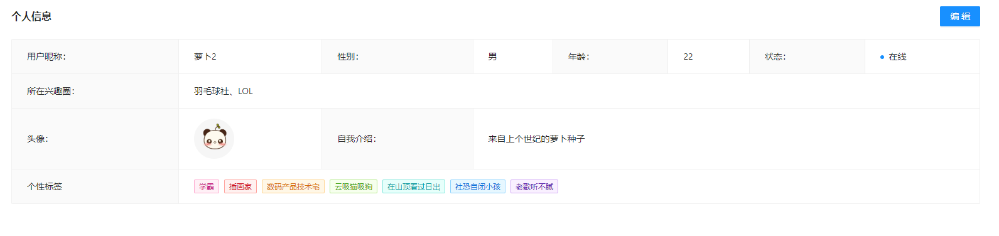 个人信息 编 辑
用户昵称： 萝卜2 性别： 男 年龄： 22 状态： 在线
所在兴趣圈： 羽毛球社、LOL
头像： 自我介绍： 来自上个世纪的萝卜种子
个性标签 学霸 插画家 数码产品技术宅 云吸猫吸狗 在山顶看过日出 社恐自闭小孩 老歌听不腻